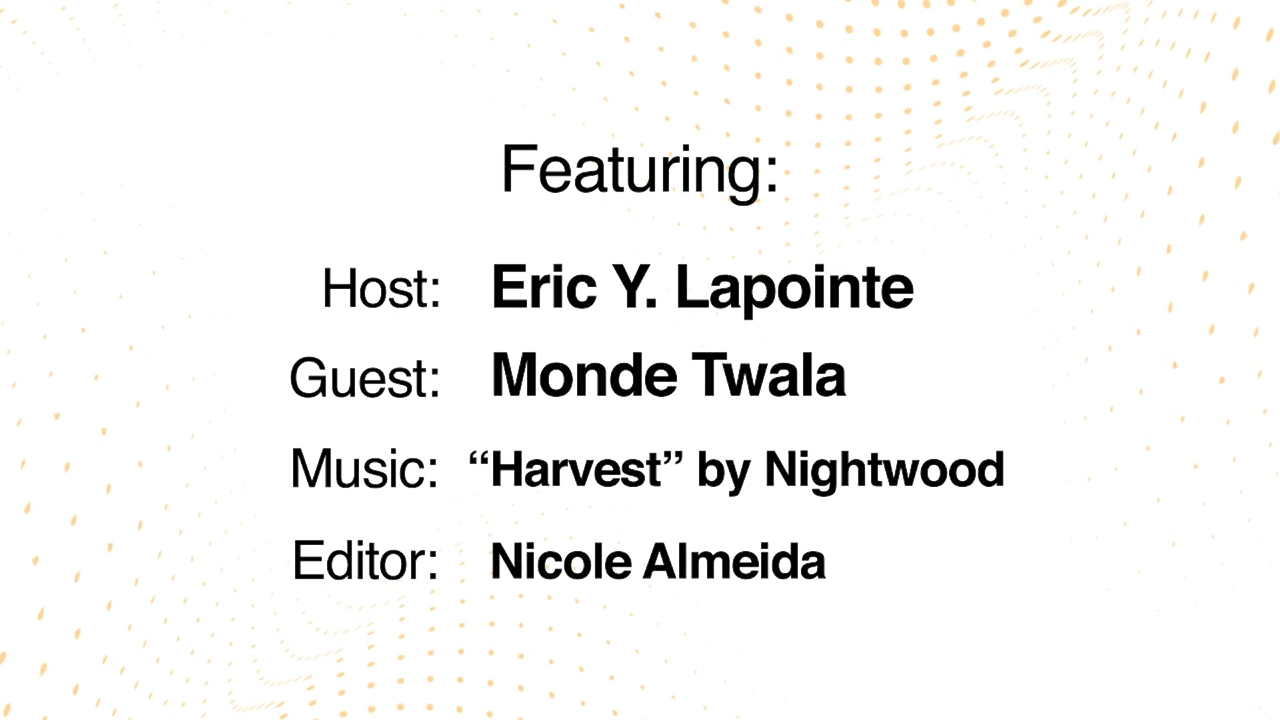 Featuring:
Host: Eric Y. Lapointe
Guest: Monde Twala
Music: “Harvest” by Nightwood
Editor: Nicole Almeida